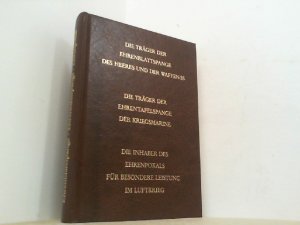 DIE TRÄGER DER
EHRENBLATTSPANGE
DES HEERES UND DER WAFFEN-SS
DIE TRÄGER DER
EHRENTAFELSPANGE
DER KRIEGSMARINE
DIE INHABER DES
EHRENPOKALS
FÜR BESONDERE LEISTUNG
IM LUFTKRIEG